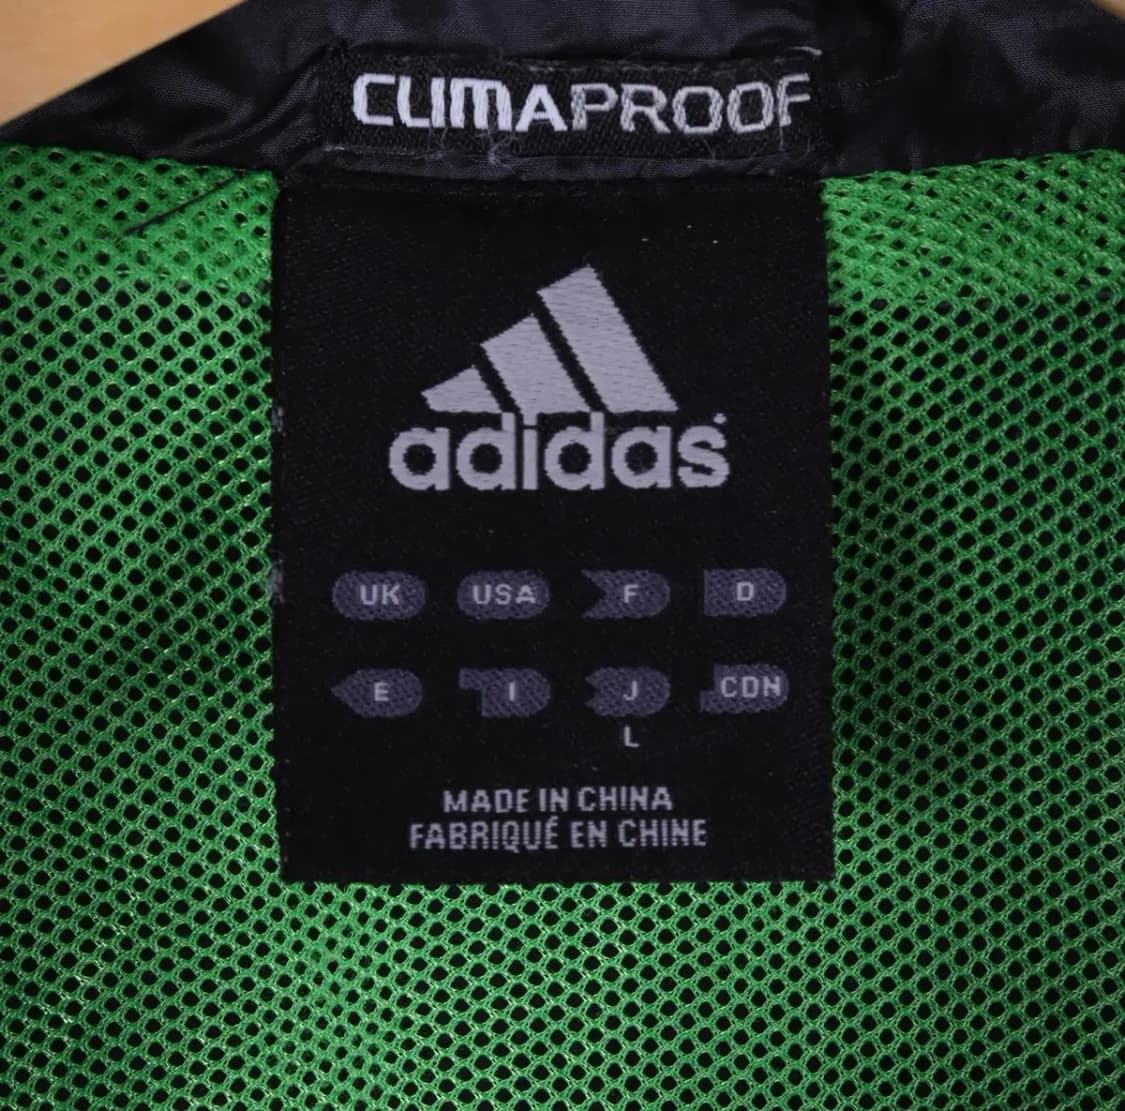 CLIMAPROOF
adidas
UK USA F D
E I J CDN
L
MADE IN CHINA
FABRIQUÉ EN CHINE